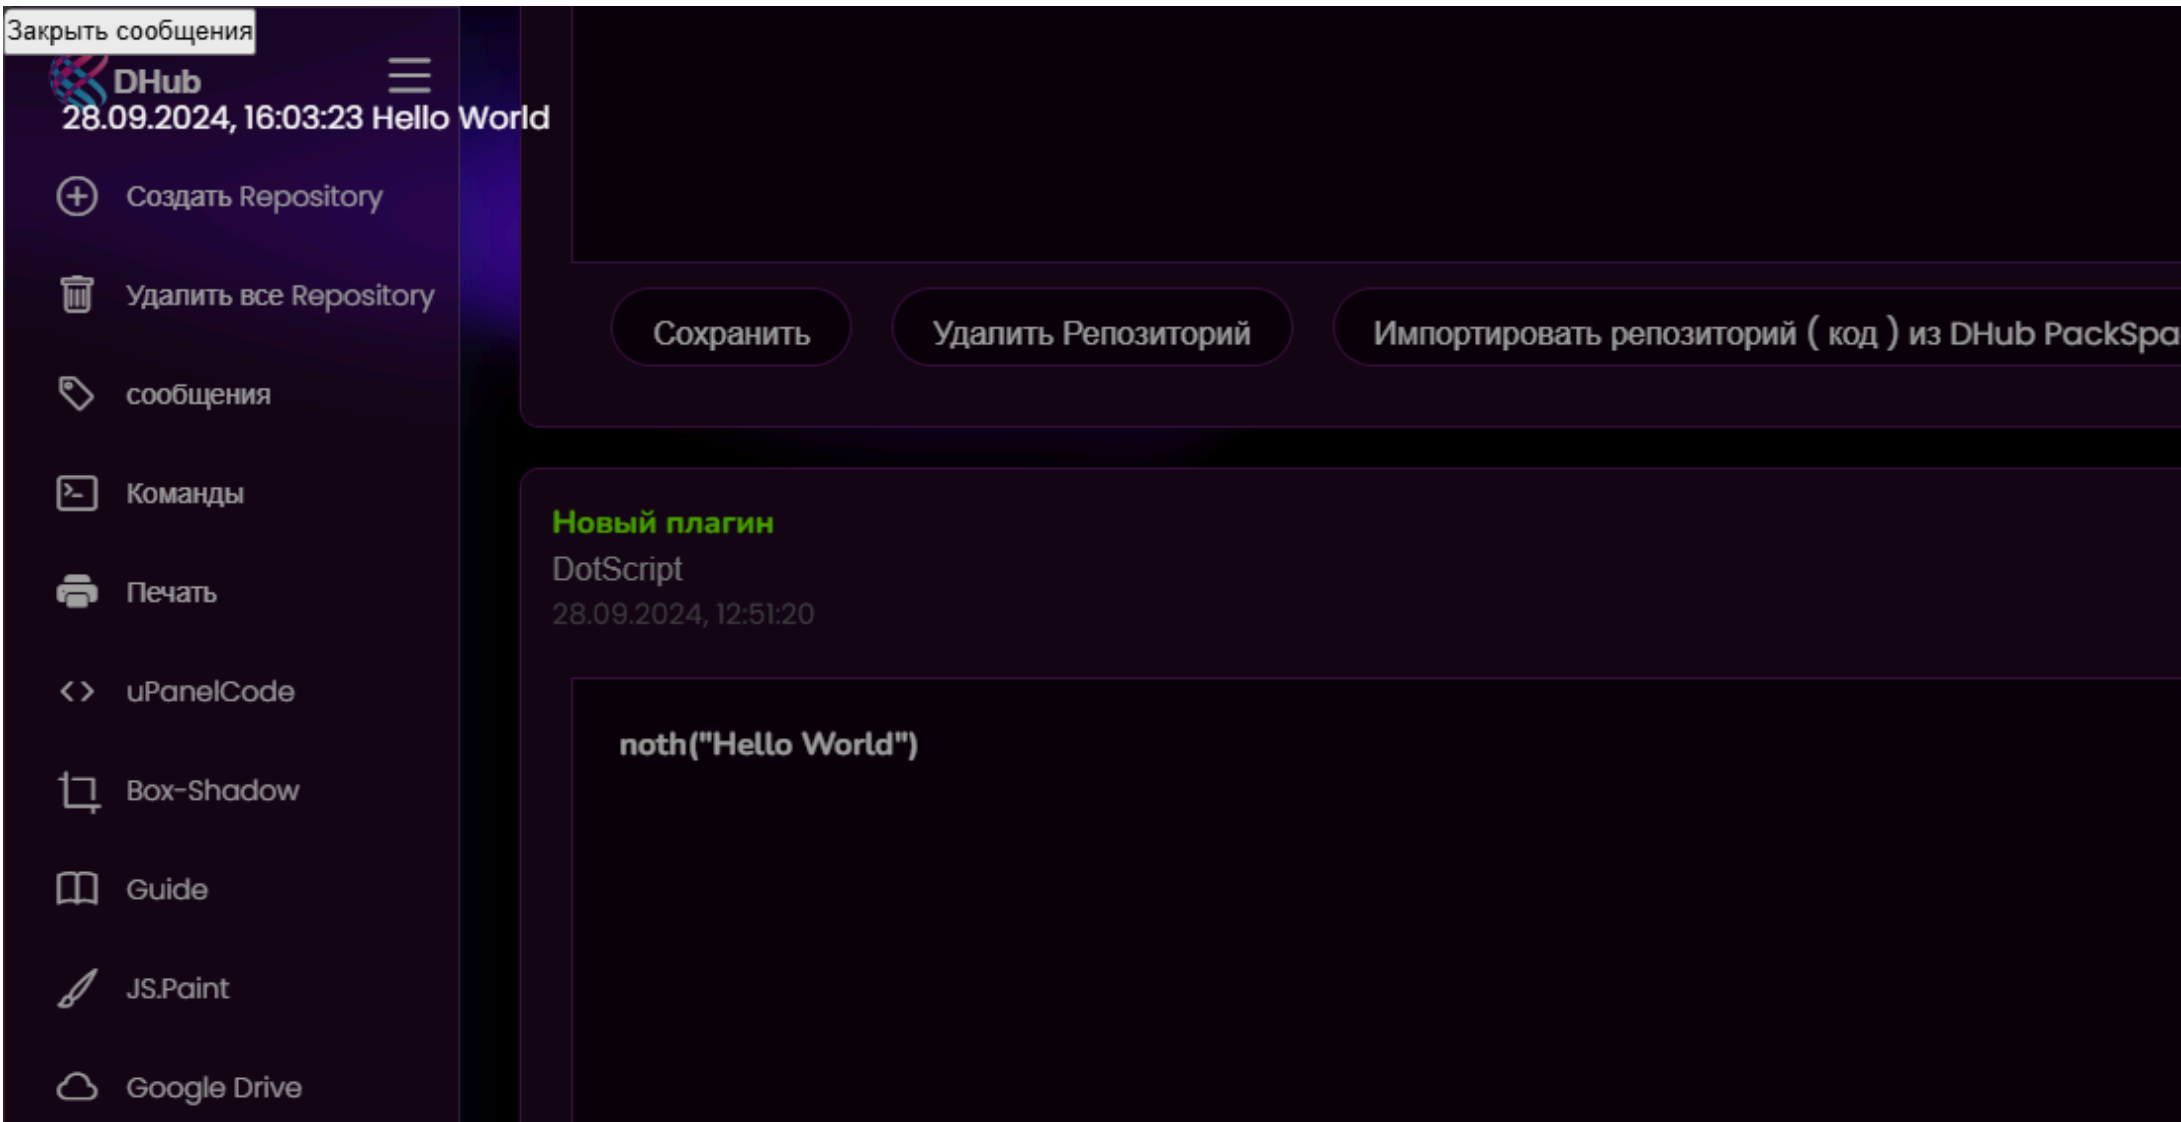 Закрыть сообщения
DHub
28.09.2024, 16:03:23 Hello World
Создать Repository
Удалить все Repository
сообщения
Команды
Печать
uPanelCode
Box-Shadow
Guide
JS.Paint
Google Drive
Сохранить
Удалить Репозиторий
Импортировать репозиторий ( код ) из DHub PackSpa
Новый плагин
DotScript
28.09.2024, 12:51:20
noth("Hello World")